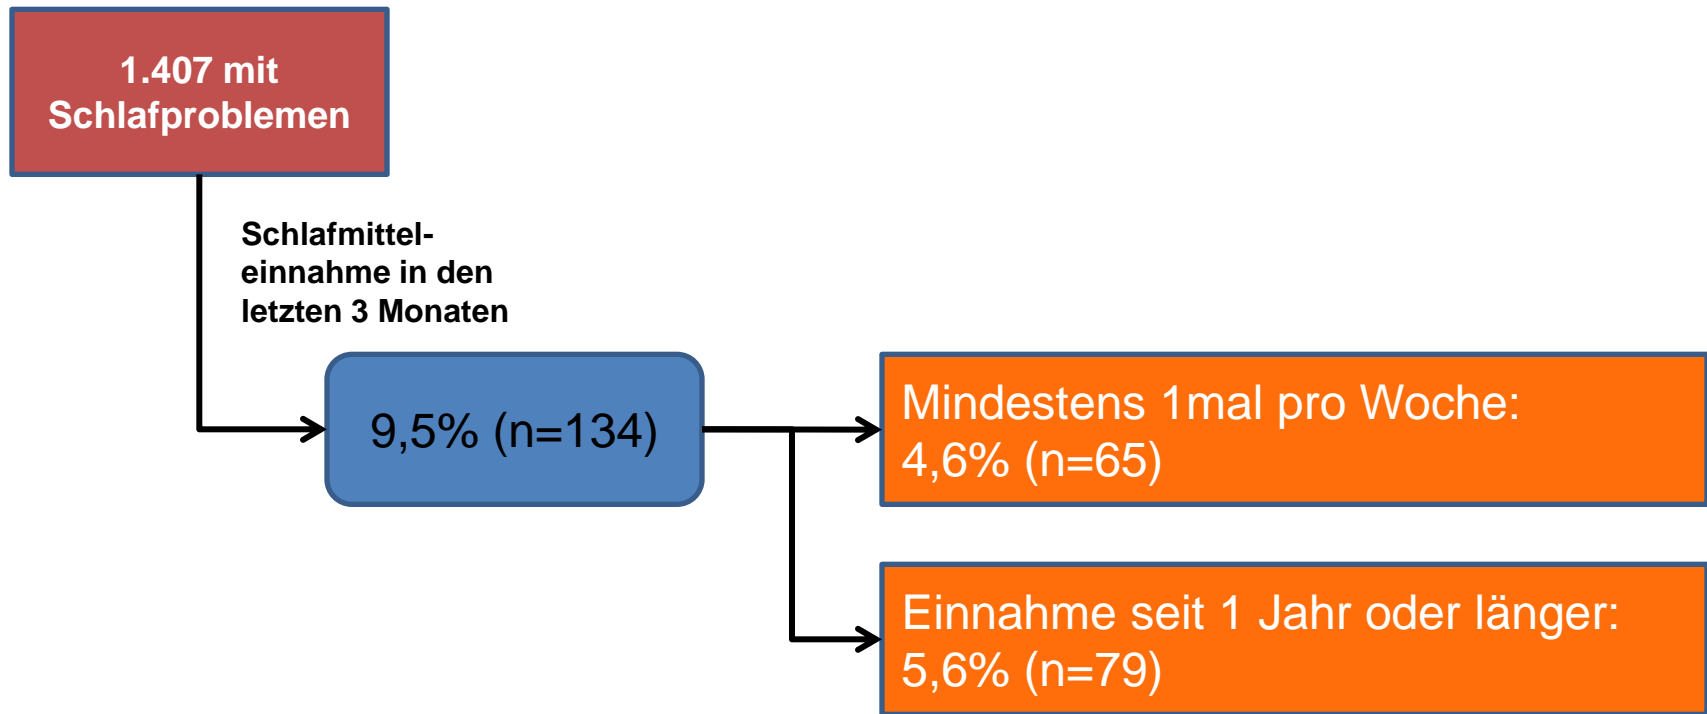 1.407 mit
Schlafproblemen
Schlafmittel-
einnahme in den
letzten 3 Monaten
9,5% (n=134)
Mindestens 1mal pro Woche:
4,6% (n=65)
Einnahme seit 1 Jahr oder länger:
5,6% (n=79)